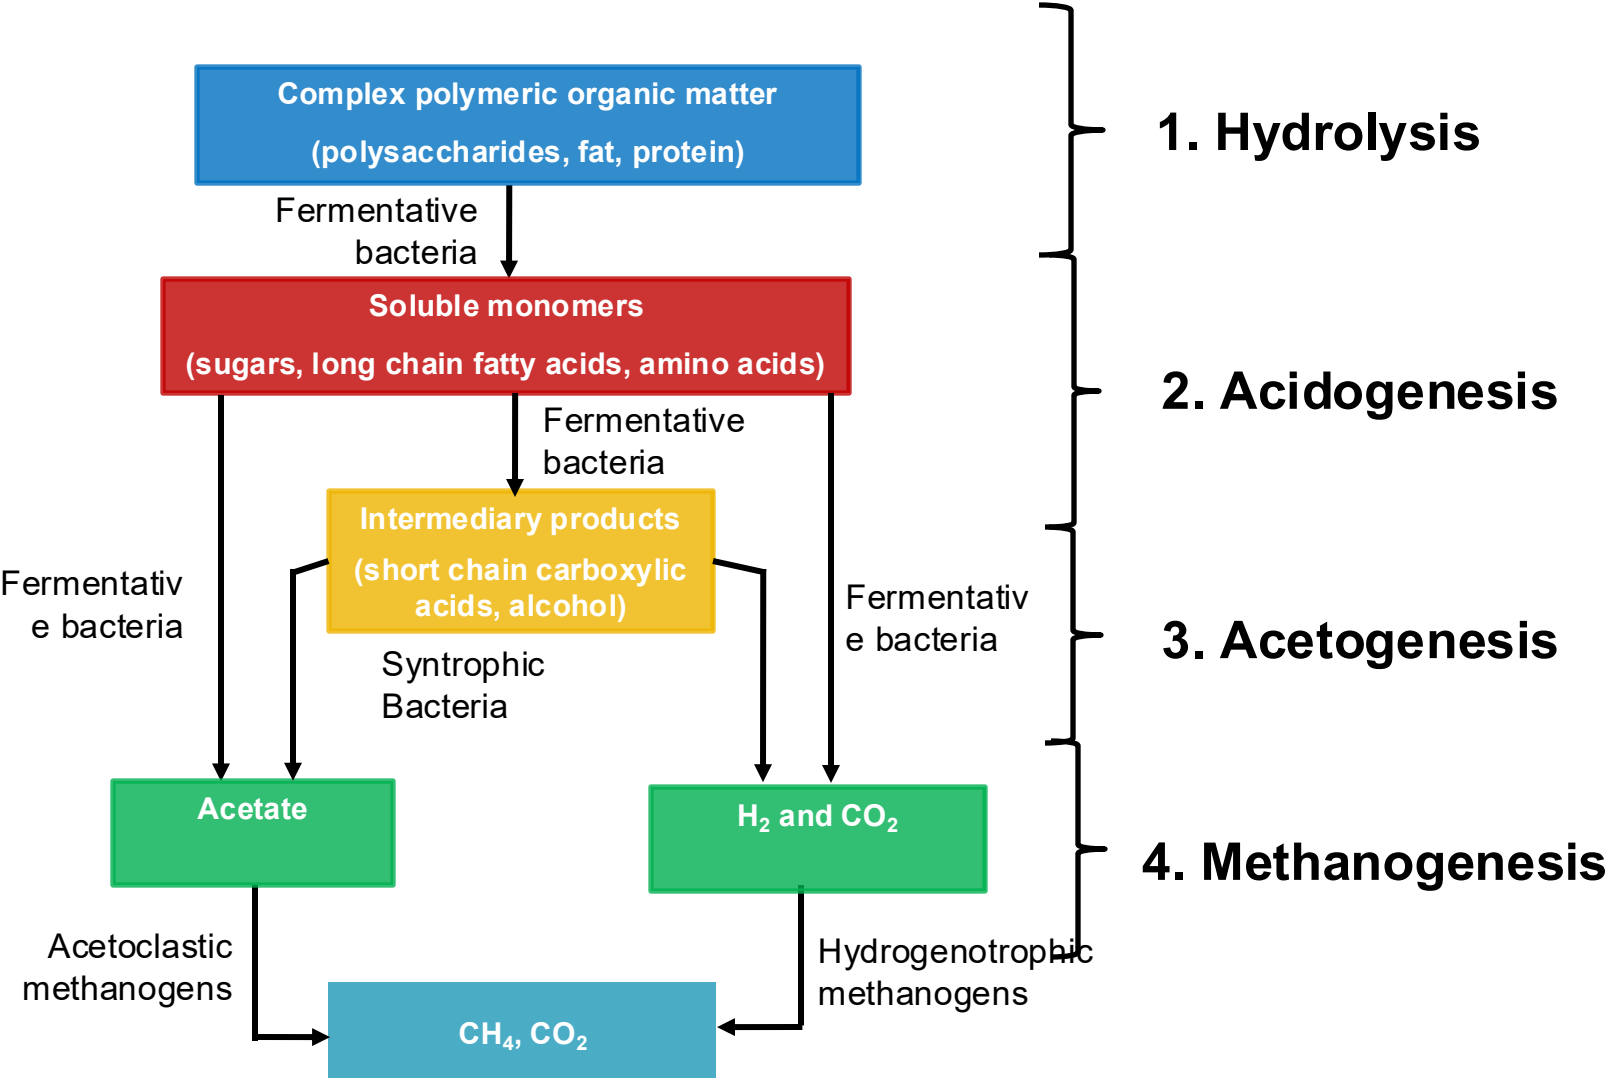 Complex polymeric organic matter
(polysaccharides, fat, protein)
1. Hydrolysis
Fermentative
bacteria
Soluble monomers
(sugars, long chain fatty acids, amino acids)
2. Acidogenesis
Fermentative
bacteria
Intermediary products
(short chain carboxylic
acids, alcohol)
Fermentativ
e bacteria
Fermentativ
e bacteria
3. Acetogenesis
Syntrophic
Bacteria
Acetate
H₂ and CO₂
4. Methanogenesis
Acetoclastic
methanogens
Hydrogenotrophic
methanogens
CH₄, CO₂